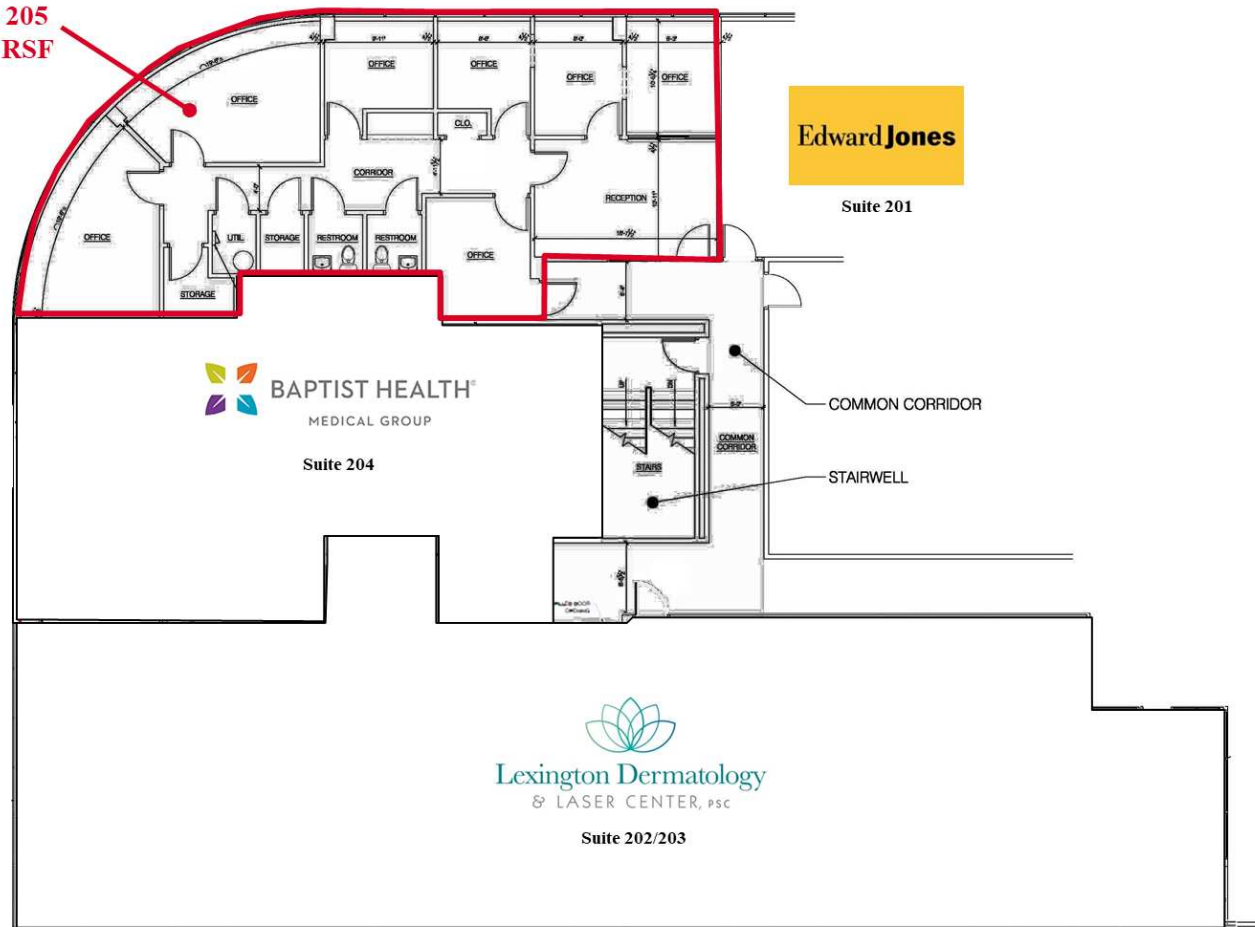 205
RSF
OFFICE
OFFICE
OFFICE
OFFICE
OFFICE
CLO.
CORRIDOR
RECEPTION
OFFICE
UTIL
STORAGE
RESTROOM
RESTROOM
OFFICE
STORAGE
Edward Jones
Suite 201
BAPTIST HEALTH®
MEDICAL GROUP
Suite 204
UP
DN
STAIRS
COMMON
CORRIDOR
COMMON CORRIDOR
STAIRWELL
Lexington Dermatology
& LASER CENTER, PSC
Suite 202/203